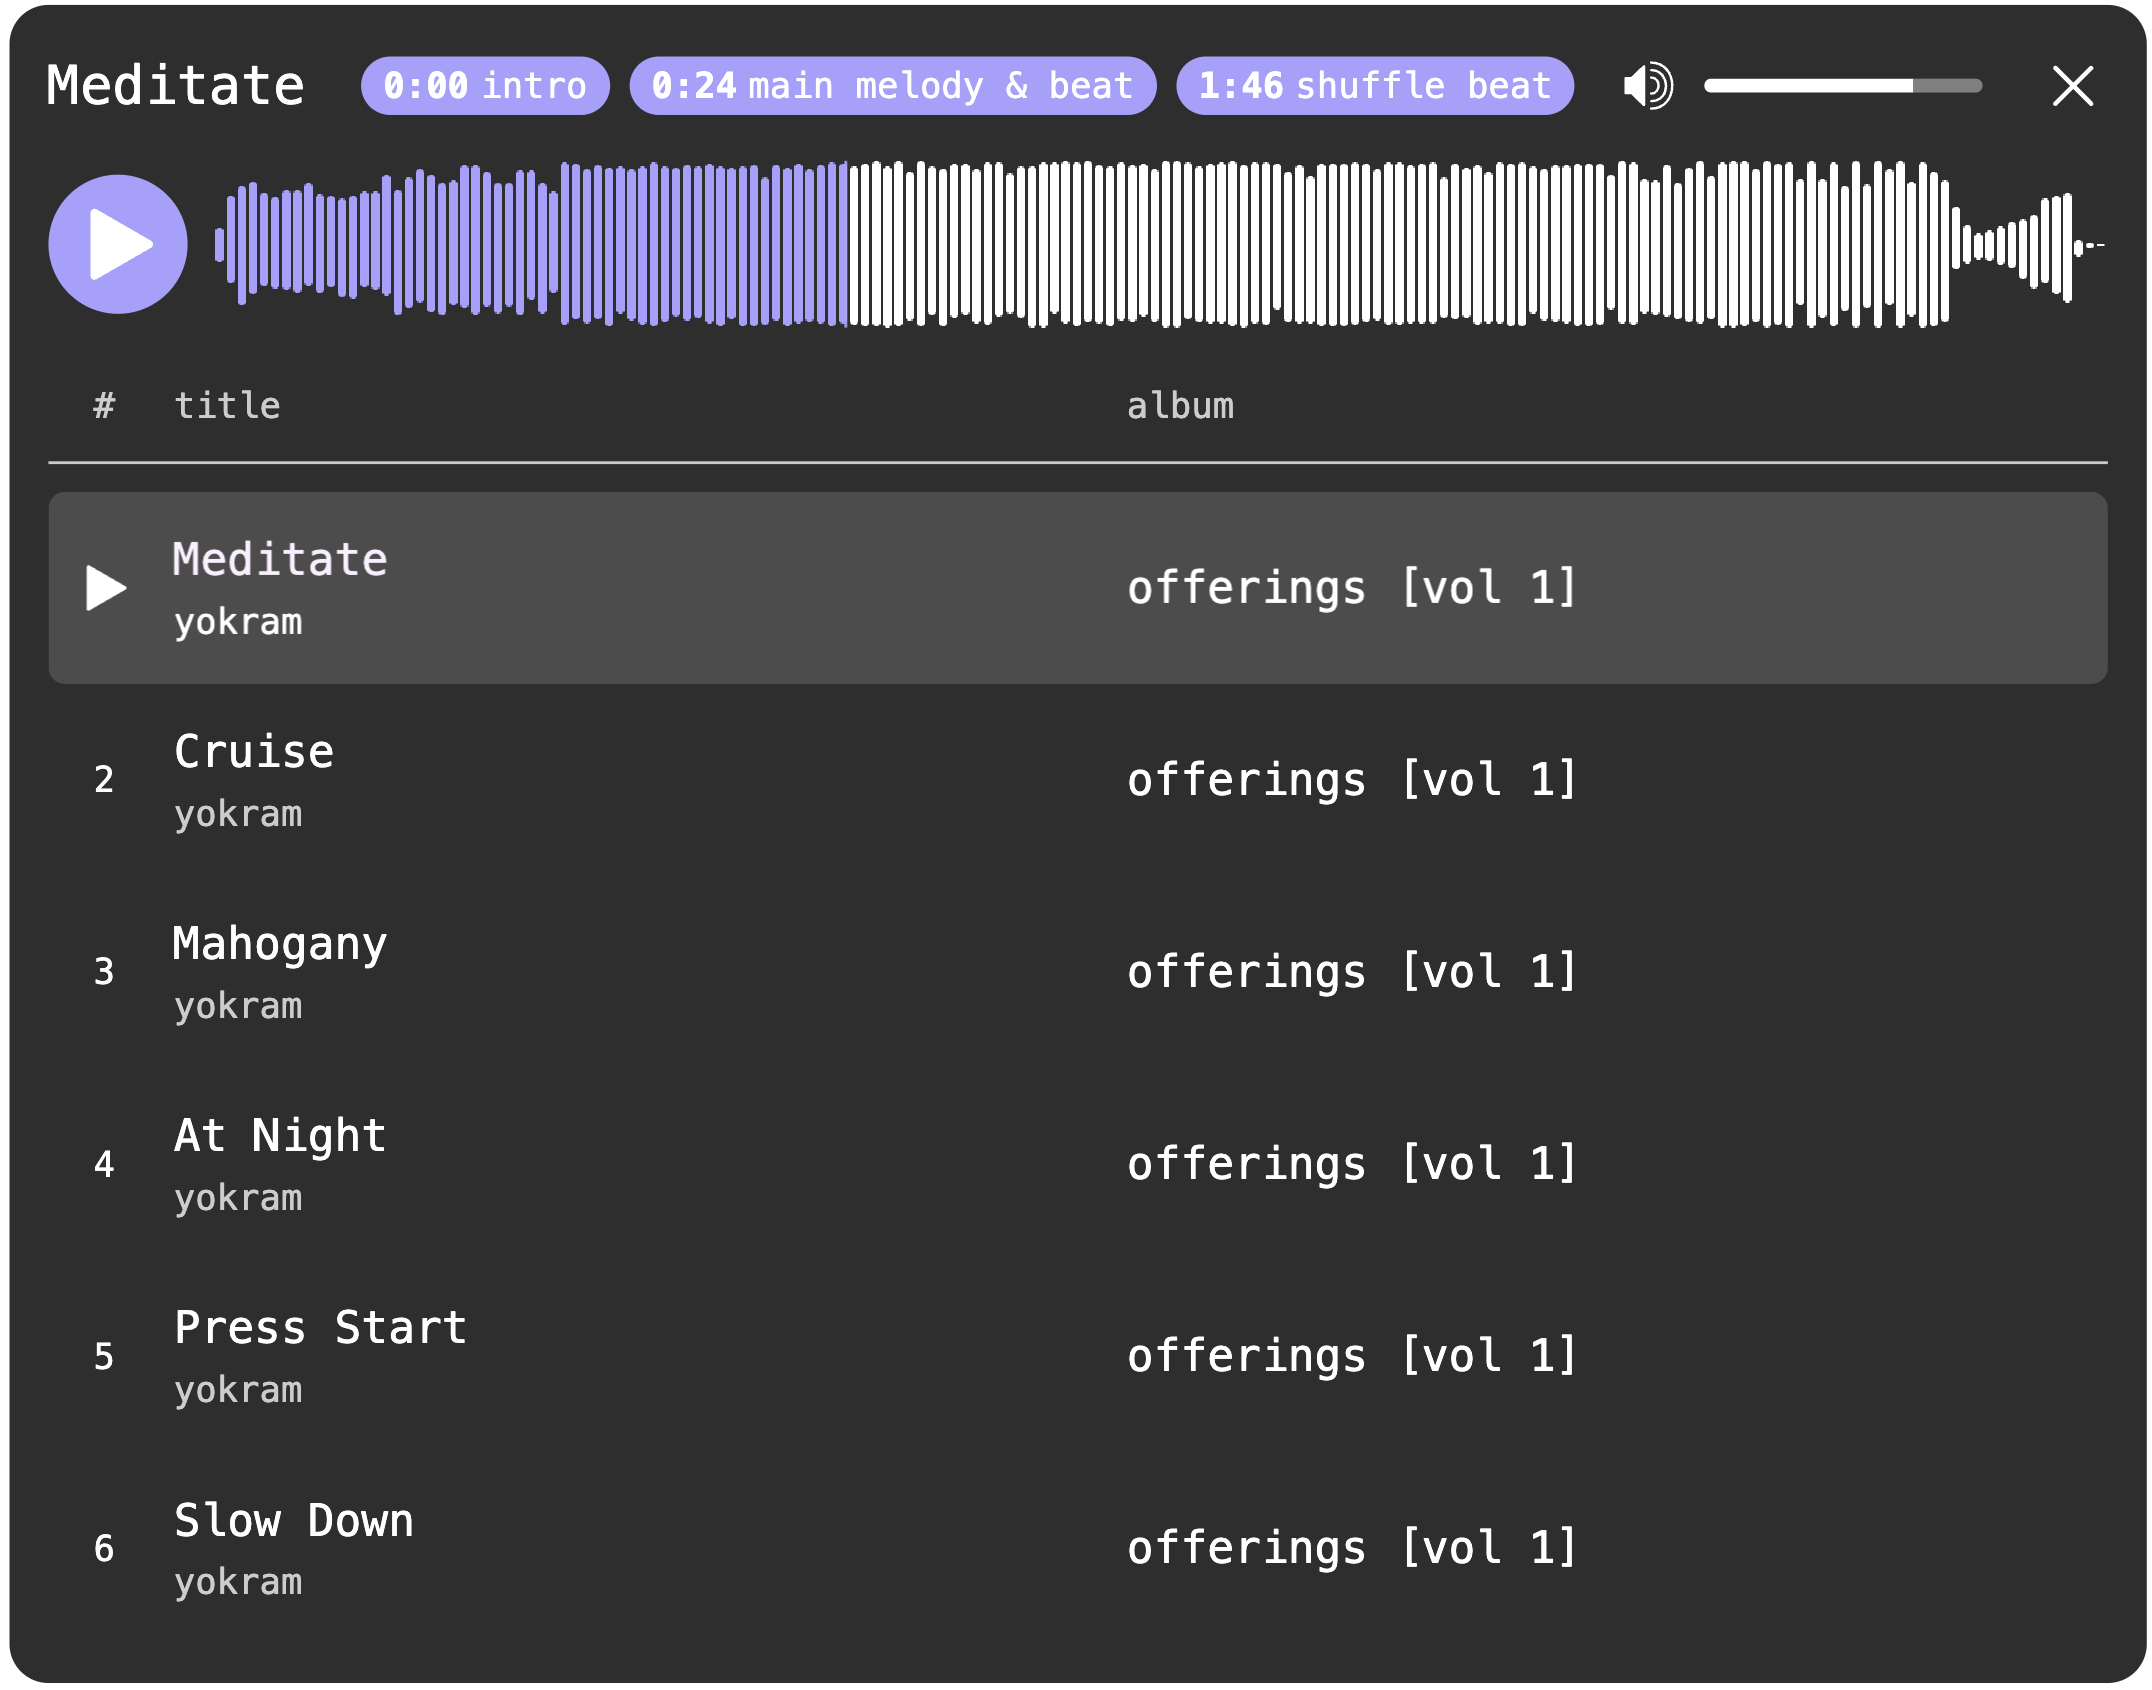 Meditate 0:00 intro 0:24 main melody & beat 1:46 shuffle beat
# title album
Meditate
yokram
offerings [vol 1]
2 Cruise
yokram
offerings [vol 1]
3 Mahogany
yokram
offerings [vol 1]
4 At Night
yokram
offerings [vol 1]
5 Press Start
yokram
offerings [vol 1]
6 Slow Down
yokram
offerings [vol 1]